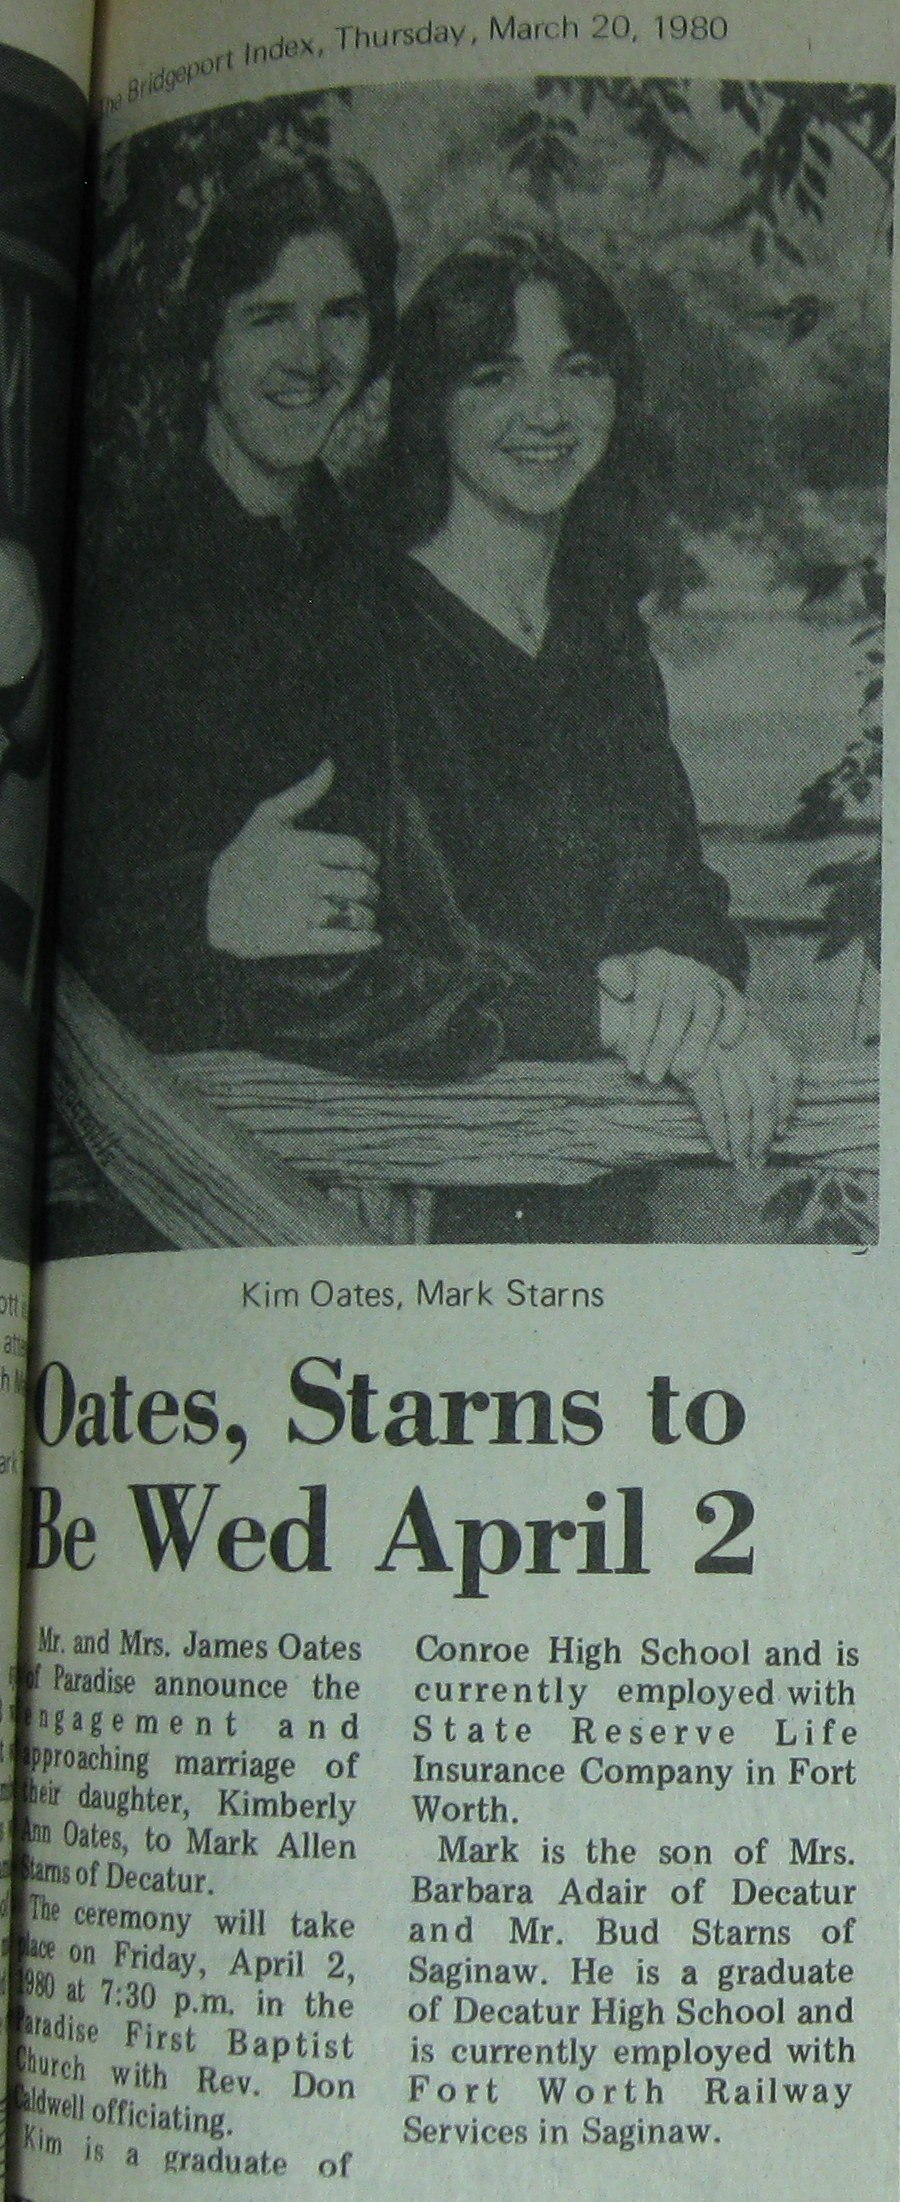 The Bridgeport Index, Thursday, March 20, 1980
Kim Oates, Mark Starns
Oates, Starns to
Be Wed April 2
Mr. and Mrs. James Oates
of Paradise announce the
engagement and
approaching marriage of
their daughter, Kimberly
Ann Oates, to Mark Allen
Starns of Decatur.
The ceremony will take
place on Friday, April 2,
1980 at 7:30 p.m. in the
Paradise First Baptist
Church with Rev. Don
Caldwell officiating.
Kim is a graduate of
Conroe High School and is
currently employed with
State Reserve Life
Insurance Company in Fort
Worth.
Mark is the son of Mrs.
Barbara Adair of Decatur
and Mr. Bud Starns of
Saginaw. He is a graduate
of Decatur High School and
is currently employed with
Fort Worth Railway
Services in Saginaw.